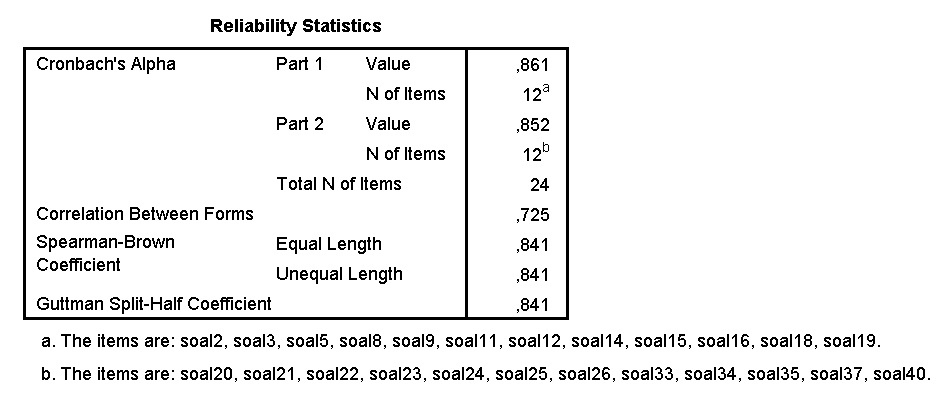 Reliability Statistics
Cronbach's Alpha Part 1 Value ,861
N of Items 12a
Part 2 Value ,852
N of Items 12b
Total N of Items 24
Correlation Between Forms ,725
Spearman-Brown Coefficient Equal Length ,841
Unequal Length ,841
Guttman Split-Half Coefficient ,841
a. The items are: soal2, soal3, soal5, soal8, soal9, soal11, soal12, soal14, soal15, soal16, soal18, soal19.
b. The items are: soal20, soal21, soal22, soal23, soal24, soal25, soal26, soal33, soal34, soal35, soal37, soal40.